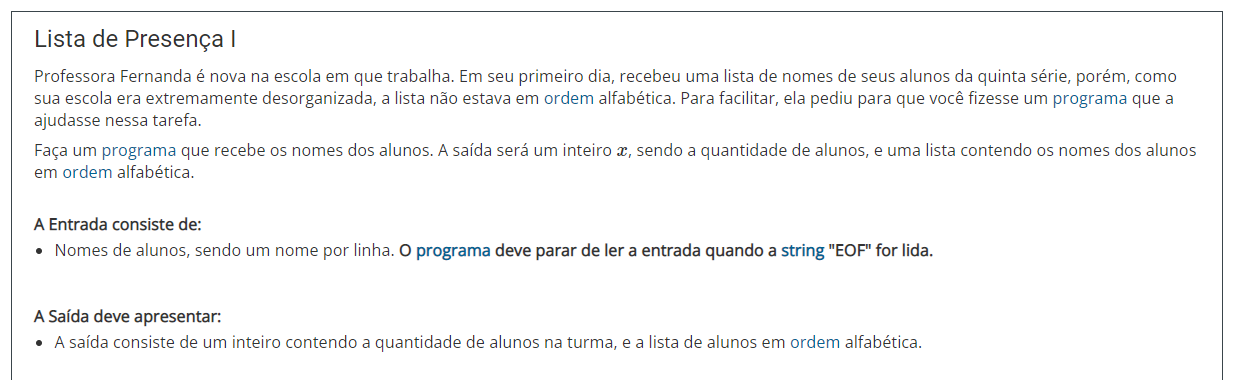 Lista de Presença I
Professora Fernanda é nova na escola em que trabalha. Em seu primeiro dia, recebeu uma lista de nomes de seus alunos da quinta série, porém, como
sua escola era extremamente desorganizada, a lista não estava em ordem alfabética. Para facilitar, ela pediu para que você fizesse um programa que a
ajudasse nessa tarefa.
Faça um programa que recebe os nomes dos alunos. A saída será um inteiro x, sendo a quantidade de alunos, e uma lista contendo os nomes dos alunos
em ordem alfabética.
A Entrada consiste de:
• Nomes de alunos, sendo um nome por linha. O programa deve parar de ler a entrada quando a string "EOF" for lida.
A Saída deve apresentar:
• A saída consiste de um inteiro contendo a quantidade de alunos na turma, e a lista de alunos em ordem alfabética.